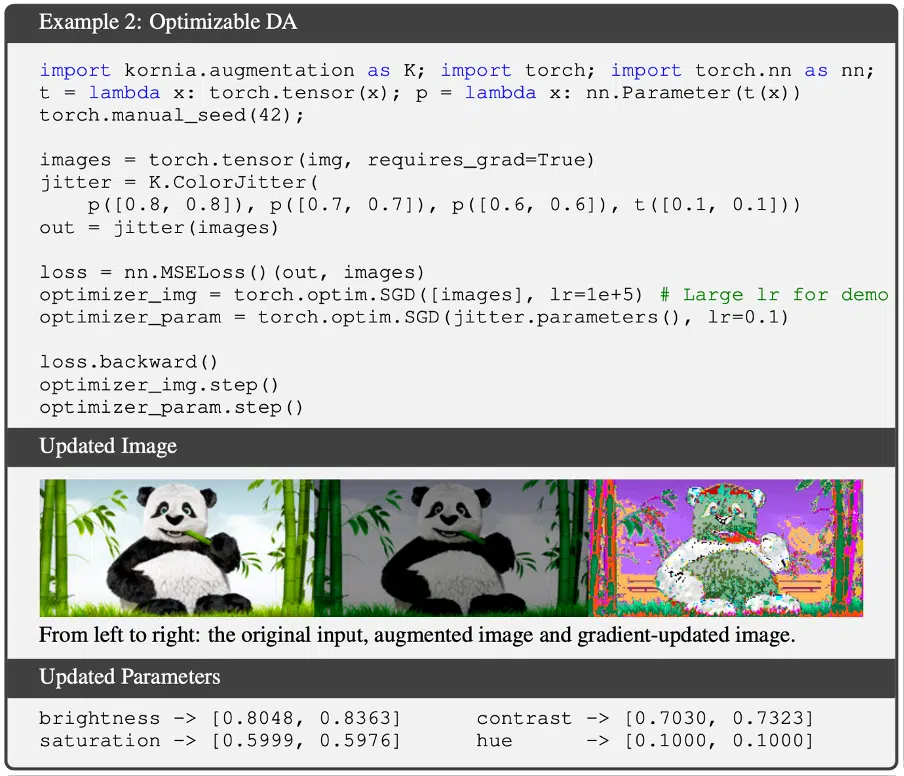 Example 2: Optimizable DA
import kornia.augmentation as K; import torch; import torch.nn as nn;
t = lambda x: torch.tensor(x); p = lambda x: nn.Parameter(t(x))
torch.manual_seed(42);
images = torch.tensor(img, requires_grad=True)
jitter = K.ColorJitter(
    p([0.8, 0.8]), p([0.7, 0.7]), p([0.6, 0.6]), t([0.1, 0.1]))
out = jitter(images)
loss = nn.MSELoss()(out, images)
optimizer_img = torch.optim.SGD([images], lr=1e+5) # Large lr for demo
optimizer_param = torch.optim.SGD(jitter.parameters(), lr=0.1)
loss.backward()
optimizer_img.step()
optimizer_param.step()
Updated Image
From left to right: the original input, augmented image and gradient-updated image.
Updated Parameters
brightness -> [0.8048, 0.8363] contrast -> [0.7030, 0.7323]
saturation -> [0.5999, 0.5976] hue -> [0.1000, 0.1000]